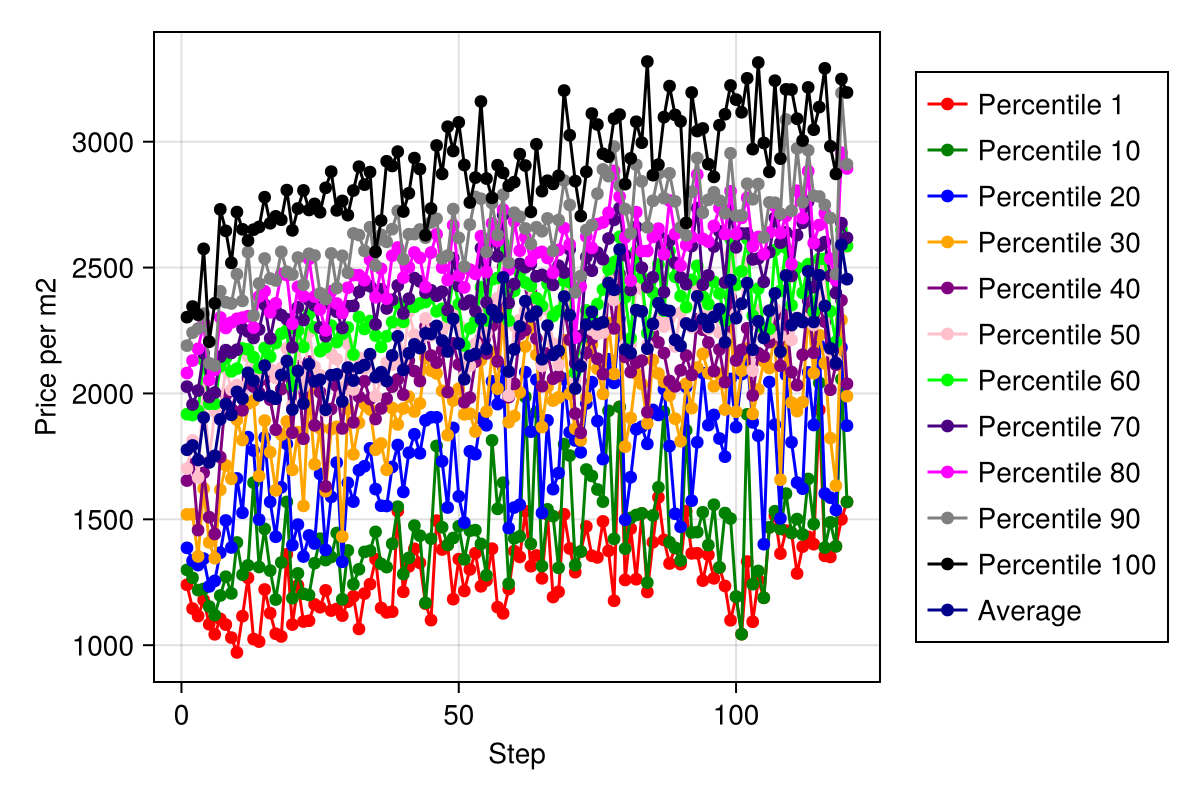 3000
2500
2000
1500
1000
Price per m2
0
50
100
Step
Percentile 1
Percentile 10
Percentile 20
Percentile 30
Percentile 40
Percentile 50
Percentile 60
Percentile 70
Percentile 80
Percentile 90
Percentile 100
Average